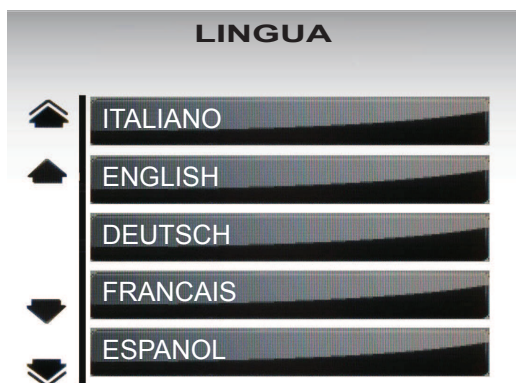 LINGUA
ITALIANO
ENGLISH
DEUTSCH
FRANCAIS
ESPANOL